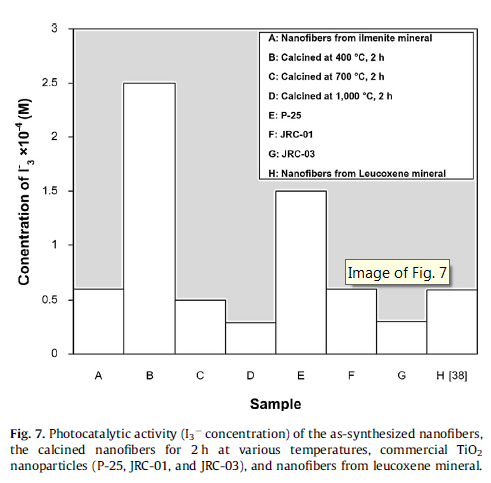 3
2.5
2
1.5
1
0.5
0
Conentration of I⁻₃ ×10⁻⁴ (M)
A: Nanofibers from ilmenite mineral
B: Calcined at 400 °C, 2 h
C: Calcined at 700 °C, 2 h
D: Calcined at 1,000 °C, 2 h
E: P-25
F: JRC-01
G: JRC-03
H: Nanofibers from Leucoxene mineral
Image of Fig. 7
A B C D E F G H [38]
Sample
Fig. 7. Photocatalytic activity (I₃⁻ concentration) of the as-synthesized nanofibers,
the calcined nanofibers for 2 h at various temperatures, commercial TiO₂
nanoparticles (P-25, JRC-01, and JRC-03), and nanofibers from leucoxene mineral.